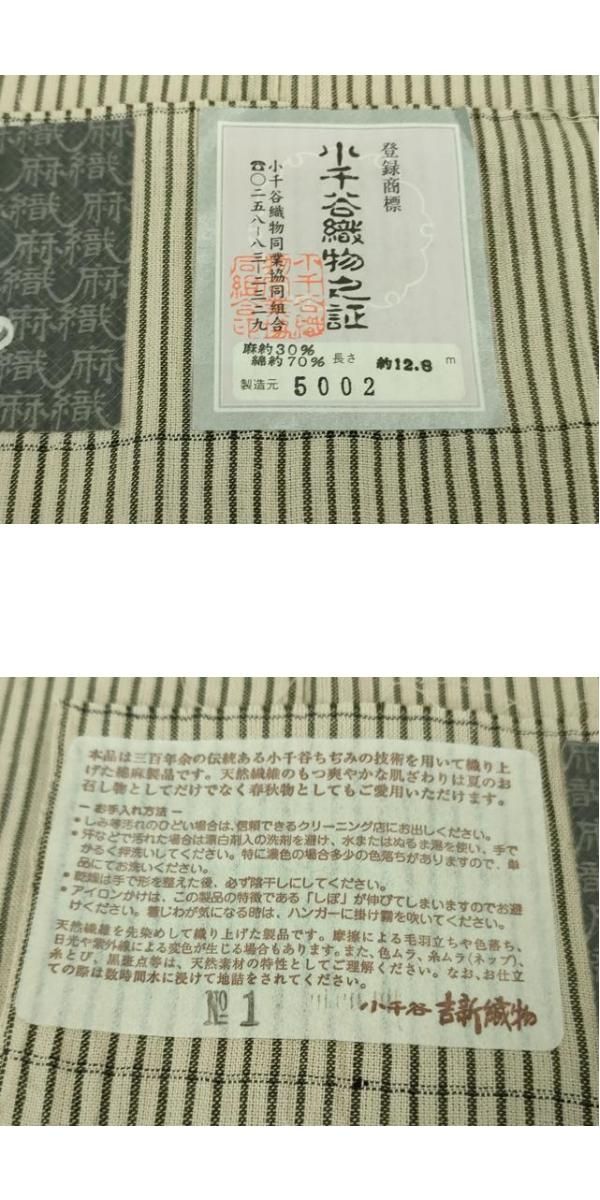 登録商標
小千谷織物之証
小千谷織物同業協同組合
☎〇二五八-八三-二三二九
小千谷織
物同業協
同組合印
麻約30%
綿約70% 長さ 約12.8 m
製造元 5002
麻織
本品は三百年余の伝統ある小千谷ちぢみの技術を用いて織り上
げた綿麻製品です。天然繊維のもつ爽やかな肌ざわりは夏のお
召し物としてだけでなく春秋物としてもご愛用いただけます。
ー お手入れ方法 ー
• しみ等汚れのひどい場合は、信頼できるクリーニング店にお出しください。
• 汗などで汚れた場合は漂白剤入の洗剤を避け、水またはぬるま湯を使い、手で
かるく押洗いしてください。特に濃色の場合多少の色落ちがありますので、単
品にてお洗いください。
• 乾燥は手で形を整えた後、必ず陰干しにしてください。
• アイロンかけは、この製品の特徴である「しぼ」が伸びてしまいますのでお避
けください。着じわが気になる時は、ハンガーに掛け霧を吹いてください。
天然繊維を先染めして織り上げた製品です。摩擦による毛羽立ちや色落ち、
日光や紫外線による変色が生じる場合もあります。また、色ムラ、糸ムラ(ネップ)、
糸とび、黒斑点等は、天然素材の特性としてご理解ください。なお、お仕立
ての際は数時間水に浸けて地詰をされてください。
№ 1 小千谷 吉新織物